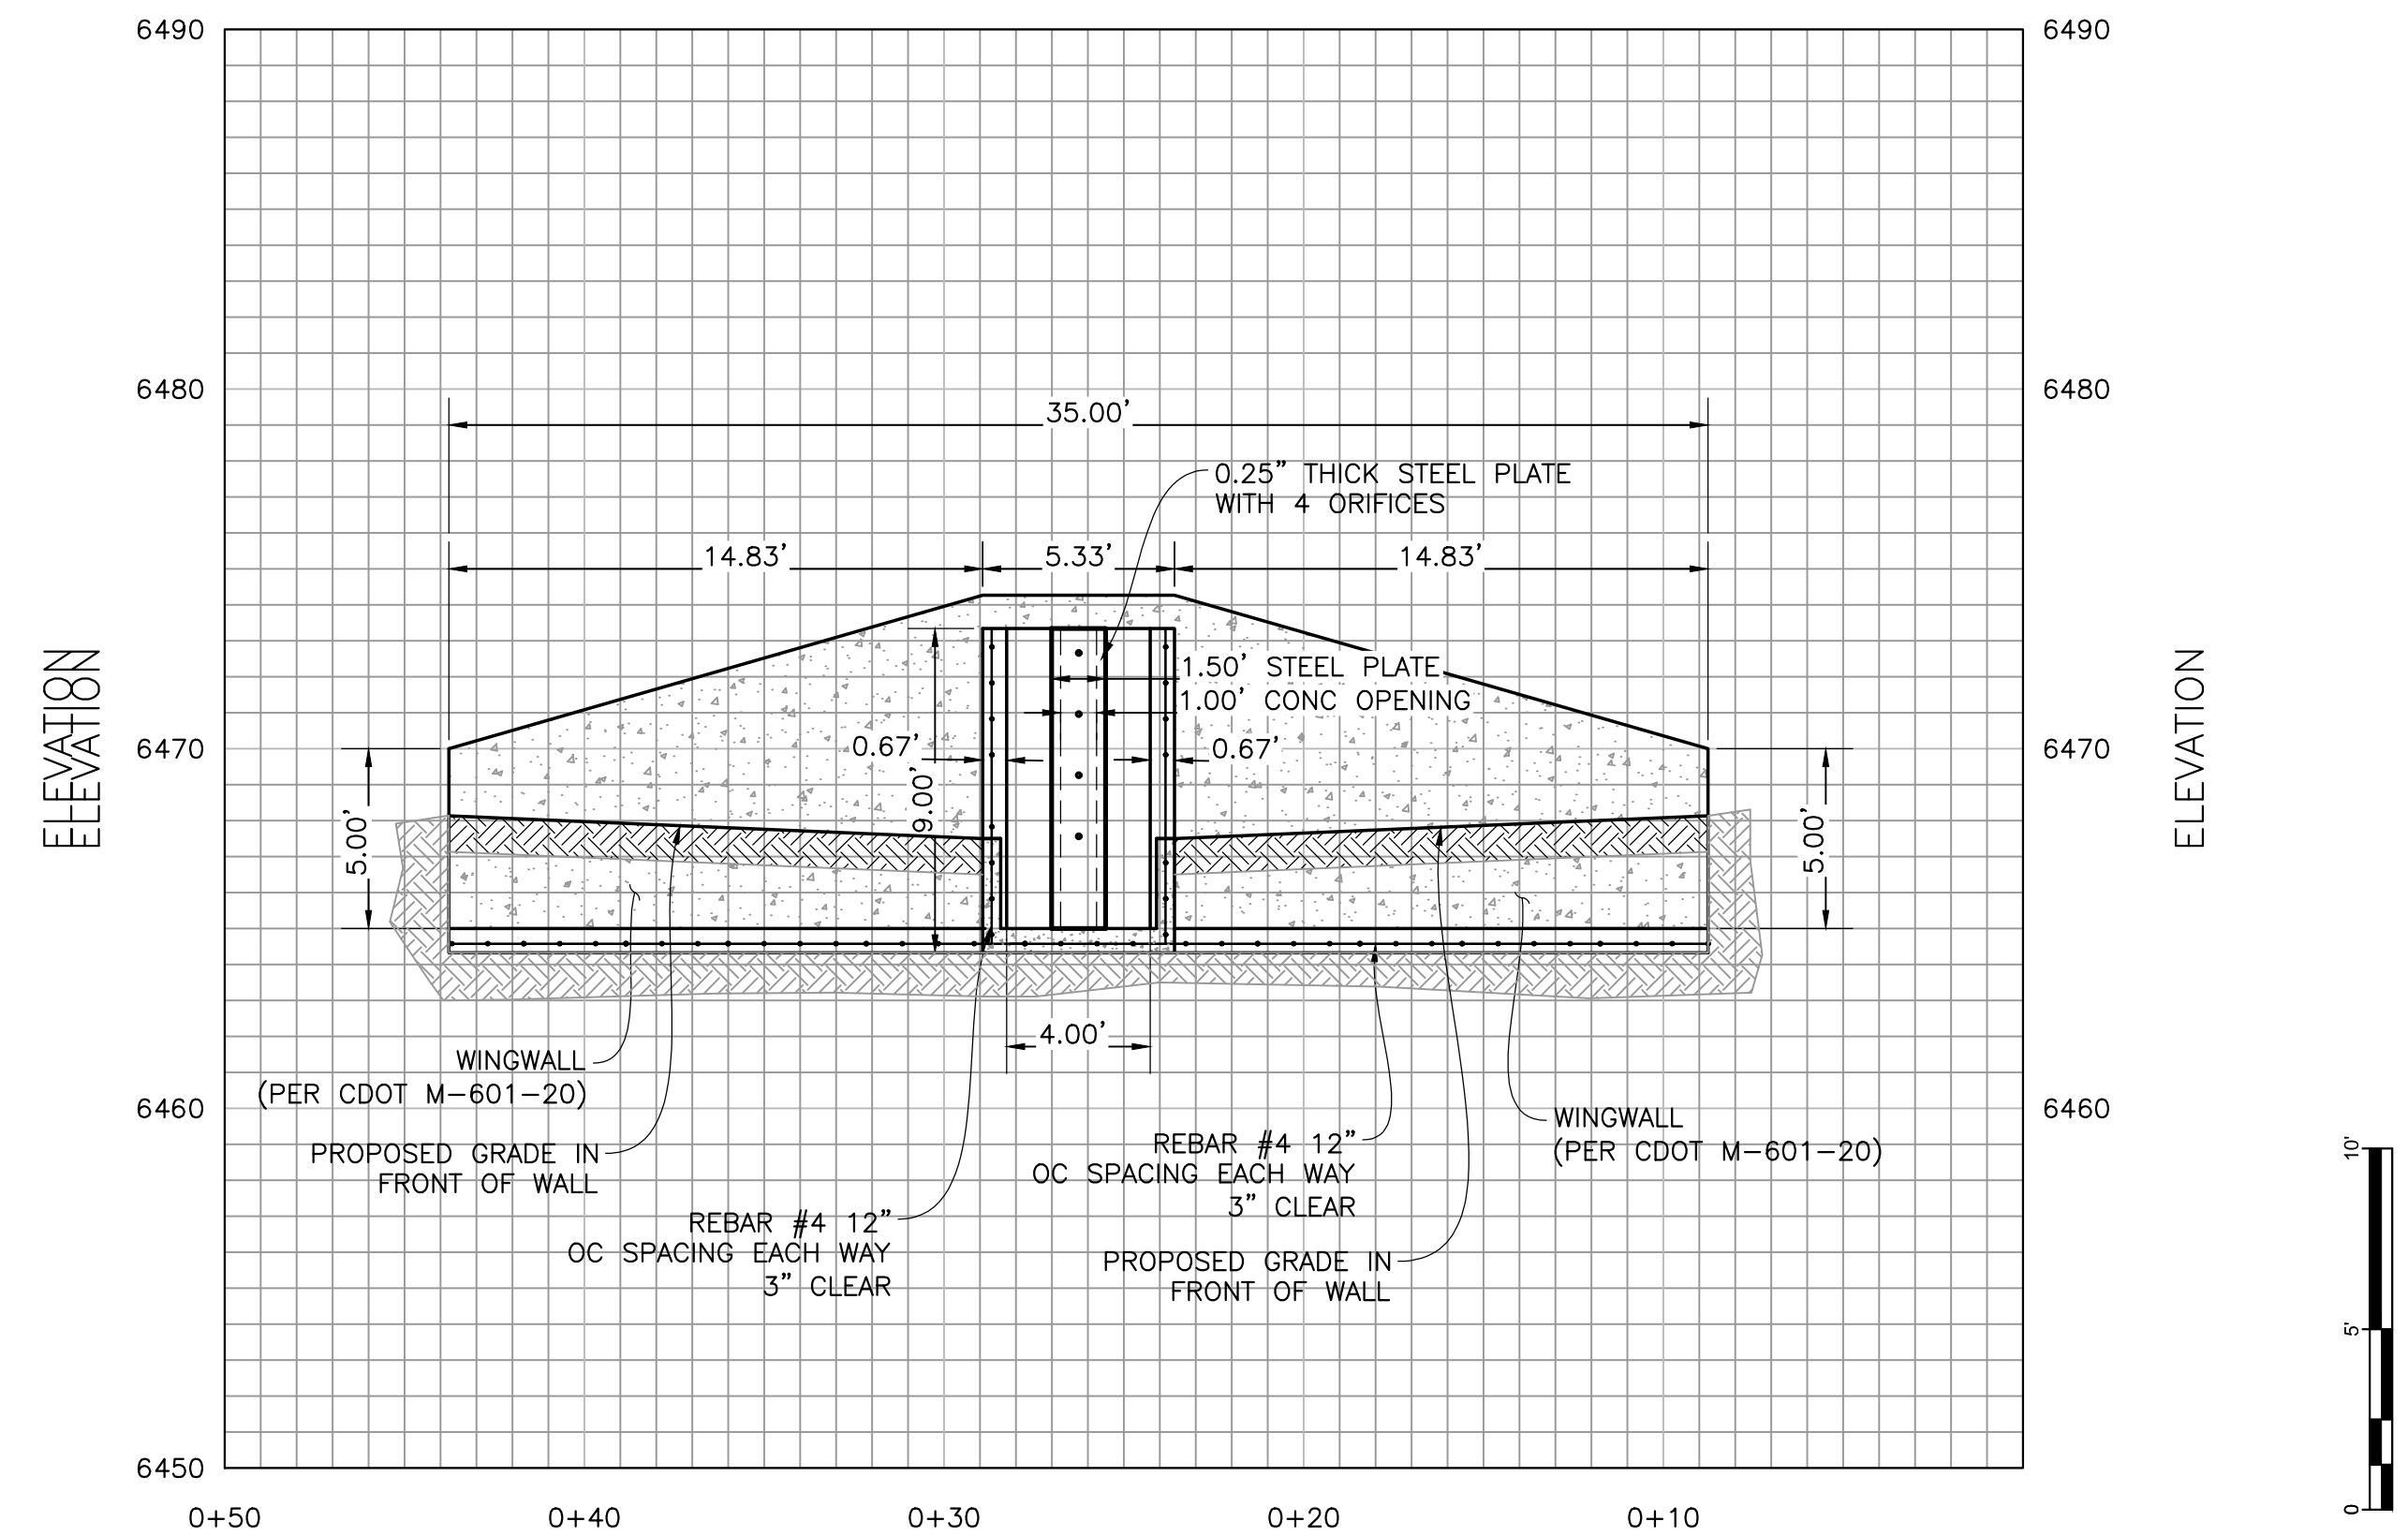 6490
6490
6480
6480
35.00’
0.25” THICK STEEL PLATE
WITH 4 ORIFICES
14.83’
5.33’
14.83’
1.50’ STEEL PLATE
1.00’ CONC OPENING
0.67’
0.67’
6470
6470
ELEVATION
ELEVATION
ELEVATION
5.00’
9.00’
5.00’
4.00’
WINGWALL
(PER CDOT M-601-20)
6460
6460
WINGWALL
(PER CDOT M-601-20)
PROPOSED GRADE IN
FRONT OF WALL
REBAR #4 12”
OC SPACING EACH WAY
3” CLEAR
REBAR #4 12”
OC SPACING EACH WAY
3” CLEAR
PROPOSED GRADE IN
FRONT OF WALL
10'
5'
0
6450
0+50
0+40
0+30
0+20
0+10